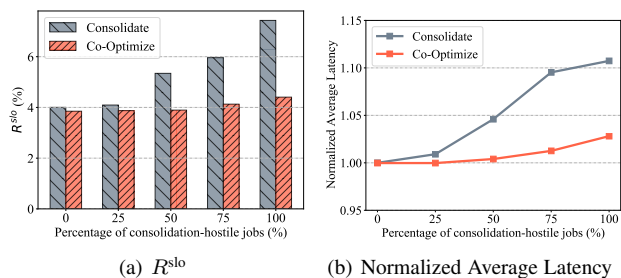 Consolidate
Co-Optimize
R^slo (%)
6
4
2
0
0 25 50 75 100
Percentage of consolidation-hostile jobs (%)
(a) R^slo
Consolidate
Co-Optimize
Normalized Average Latency
1.15
1.10
1.05
1.00
0.95
0 25 50 75 100
Percentage of consolidation-hostile jobs (%)
(b) Normalized Average Latency